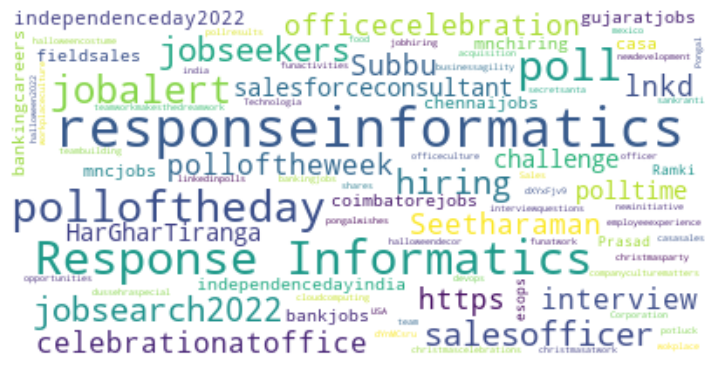 independenceday2022
officecelebration
gujaratjobs
halloweencostume
pollresults
food
jobhiring
mnchiring
casa
mexico
newdevelopment
fieldsales
jobseekers
Subbu
acquisition
poll
Pongal
bankingcareers
halloween2022
india
funactivities
businessagility
jobalert
salesforceconsultant
secretsanta
lnkd
teamworkmakesthedreamwork
Technologia
chennaijobs
sankranti
responseinformatics
teambuilding
polloftheweek
officeculture
challenge
officer
mncjobs
linkedinpolls
bankingjobs
hiring
Sales
Ramki
shares
dXYxFjv9
polltime
polloftheday
coimbatorejobs
interviewquestions
newinitiative
pongalwishes
Seetharaman
employeeexperience
HarGharTiranga
halloweendecor
funatwork
Prasad
casasales
Response Informatics
christmasparty
opportunities
independencedayindia
devops
companyculturematters
dussehraspecial
cloudcomputing
https
esops
interview
jobsearch2022
bankjobs
USA
Corporation
team
salesofficer
potluck
celebrationatoffice
christmascelebrations
christmasatwork